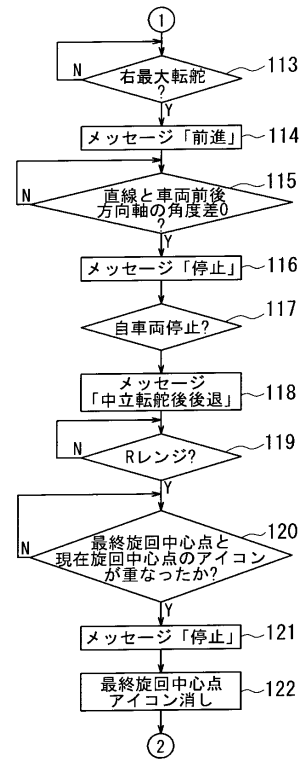 1
右最大転舵
?
113
N
Y
メッセージ「前進」
114
直線と車両前後
方向軸の角度差0
?
115
N
Y
メッセージ「停止」
116
自車両停止?
117
メッセージ
「中立転舵後後退」
118
Rレンジ?
119
N
Y
最終旋回中心点と
現在旋回中心点のアイコン
が重なったか?
120
N
Y
メッセージ「停止」
121
最終旋回中心点
アイコン消し
122
2